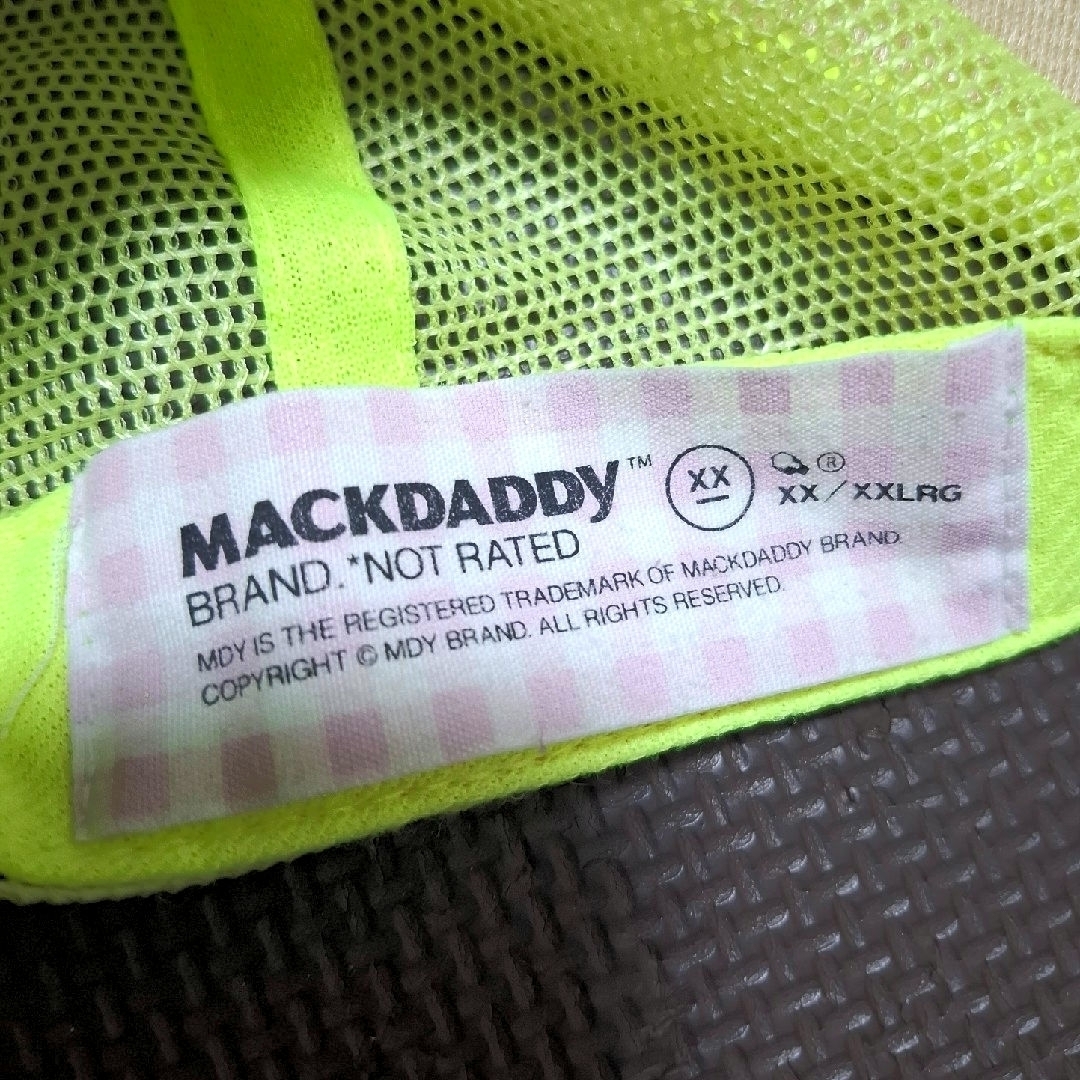 MACKDADDY™ XX ®
XX/XXLRG
BRAND.*NOT RATED
MDY IS THE REGISTERED TRADEMARK OF MACKDADDY BRAND
COPYRIGHT © MDY BRAND. ALL RIGHTS RESERVED.